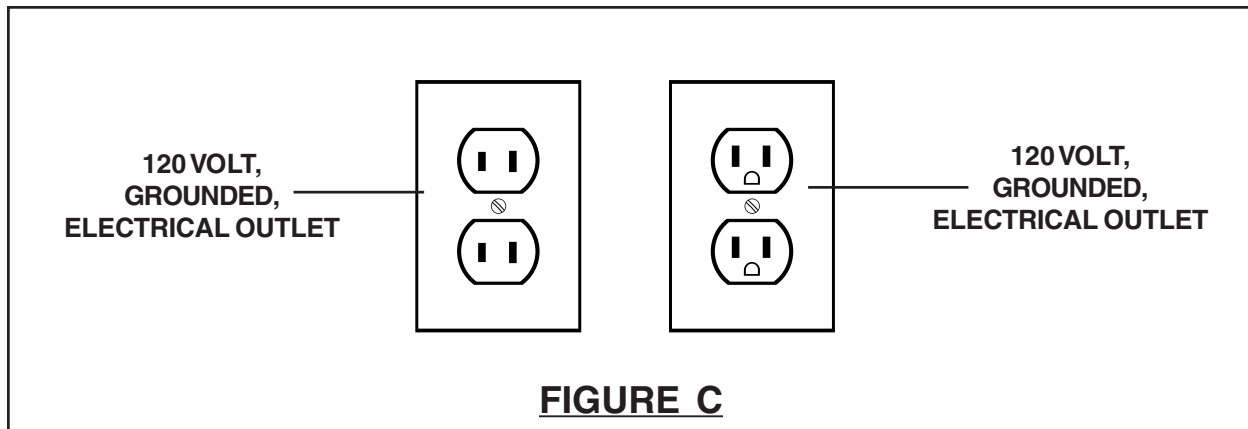 120 VOLT,
GROUNDED,
ELECTRICAL OUTLET
120 VOLT,
GROUNDED,
ELECTRICAL OUTLET
FIGURE C